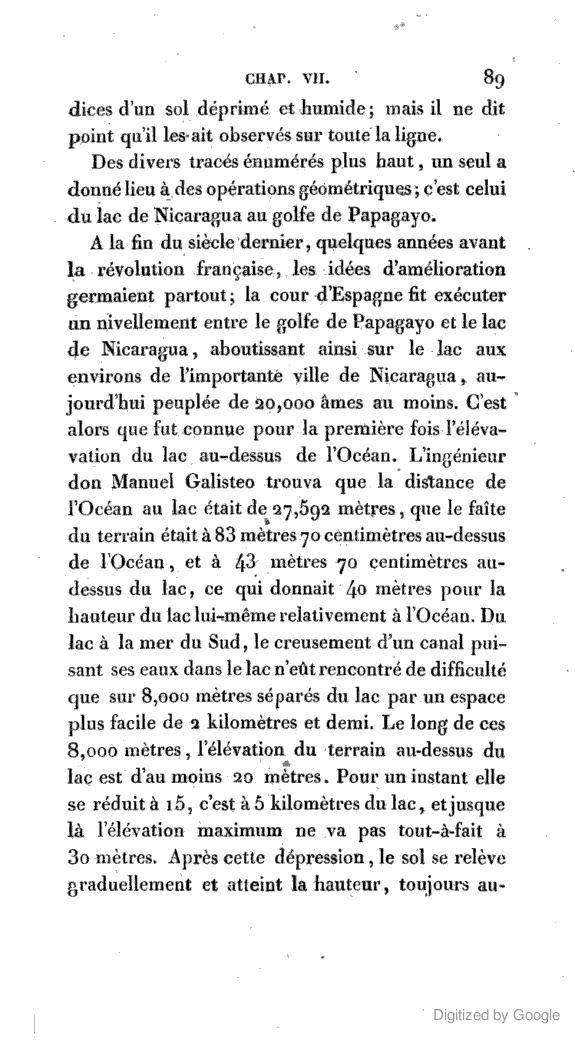 CHAP. VII. 89
dices d'un sol déprimé et humide; mais il ne dit
point qu'il les ait observés sur toute la ligne.
Des divers tracés énumérés plus haut, un seul a
donné lieu à des opérations géométriques; c'est celui
du lac de Nicaragua au golfe de Papagayo.
A la fin du siècle dernier, quelques années avant
la révolution française, les idées d'amélioration
germaient partout; la cour d'Espagne fit exécuter
un nivellement entre le golfe de Papagayo et le lac
de Nicaragua, aboutissant ainsi sur le lac aux
environs de l'importante ville de Nicaragua, au-
jourd'hui peuplée de 20,000 âmes au moins. C'est
alors que fut connue pour la première fois l'éléva-
vation du lac au-dessus de l'Océan. L'ingénieur
don Manuel Galisteo trouva que la distance de
l'Océan au lac était de 27,592 mètres, que le faîte
du terrain était à 83 mètres 70 centimètres au-dessus
de l'Océan, et à 43 mètres 70 centimètres au-
dessus du lac, ce qui donnait 40 mètres pour la
hauteur du lac lui-même relativement à l'Océan. Du
lac à la mer du Sud, le creusement d'un canal pui-
sant ses eaux dans le lac n'eût rencontré de difficulté
que sur 8,000 mètres séparés du lac par un espace
plus facile de 2 kilomètres et demi. Le long de ces
8,000 mètres, l'élévation du terrain au-dessus du
lac est d'au moins 20 mètres. Pour un instant elle
se réduit à 15, c'est à 5 kilomètres du lac, et jusque
là l'élévation maximum ne va pas tout-à-fait à
30 mètres. Après cette dépression, le sol se relève
graduellement et atteint la hauteur, toujours au-
Digitized by Google